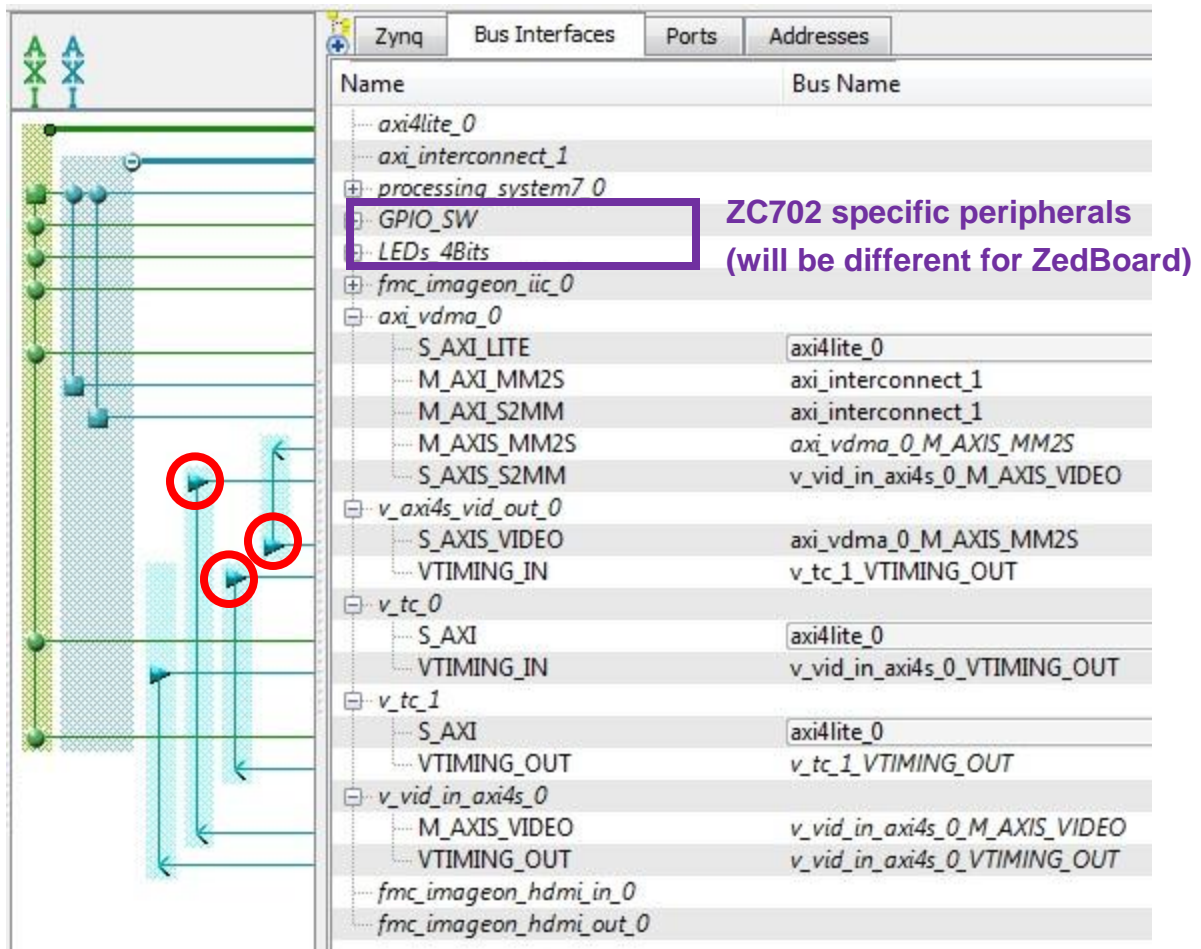 AXI AXI
Zynq Bus Interfaces Ports Addresses
Name Bus Name
axi4lite_0
axi_interconnect_1
processing_system7_0
GPIO_SW
ZC702 specific peripherals
LEDs_4Bits
(will be different for ZedBoard)
fmc_imageon_iic_0
axi_vdma_0
S_AXI_LITE axi4lite_0
M_AXI_MM2S axi_interconnect_1
M_AXI_S2MM axi_interconnect_1
M_AXIS_MM2S axi_vdma_0_M_AXIS_MM2S
S_AXIS_S2MM v_vid_in_axi4s_0_M_AXIS_VIDEO
v_axi4s_vid_out_0
S_AXIS_VIDEO axi_vdma_0_M_AXIS_MM2S
VTIMING_IN v_tc_1_VTIMING_OUT
v_tc_0
S_AXI axi4lite_0
VTIMING_IN v_vid_in_axi4s_0_VTIMING_OUT
v_tc_1
S_AXI axi4lite_0
VTIMING_OUT v_tc_1_VTIMING_OUT
v_vid_in_axi4s_0
M_AXIS_VIDEO v_vid_in_axi4s_0_M_AXIS_VIDEO
VTIMING_OUT v_vid_in_axi4s_0_VTIMING_OUT
fmc_imageon_hdmi_in_0
fmc_imageon_hdmi_out_0